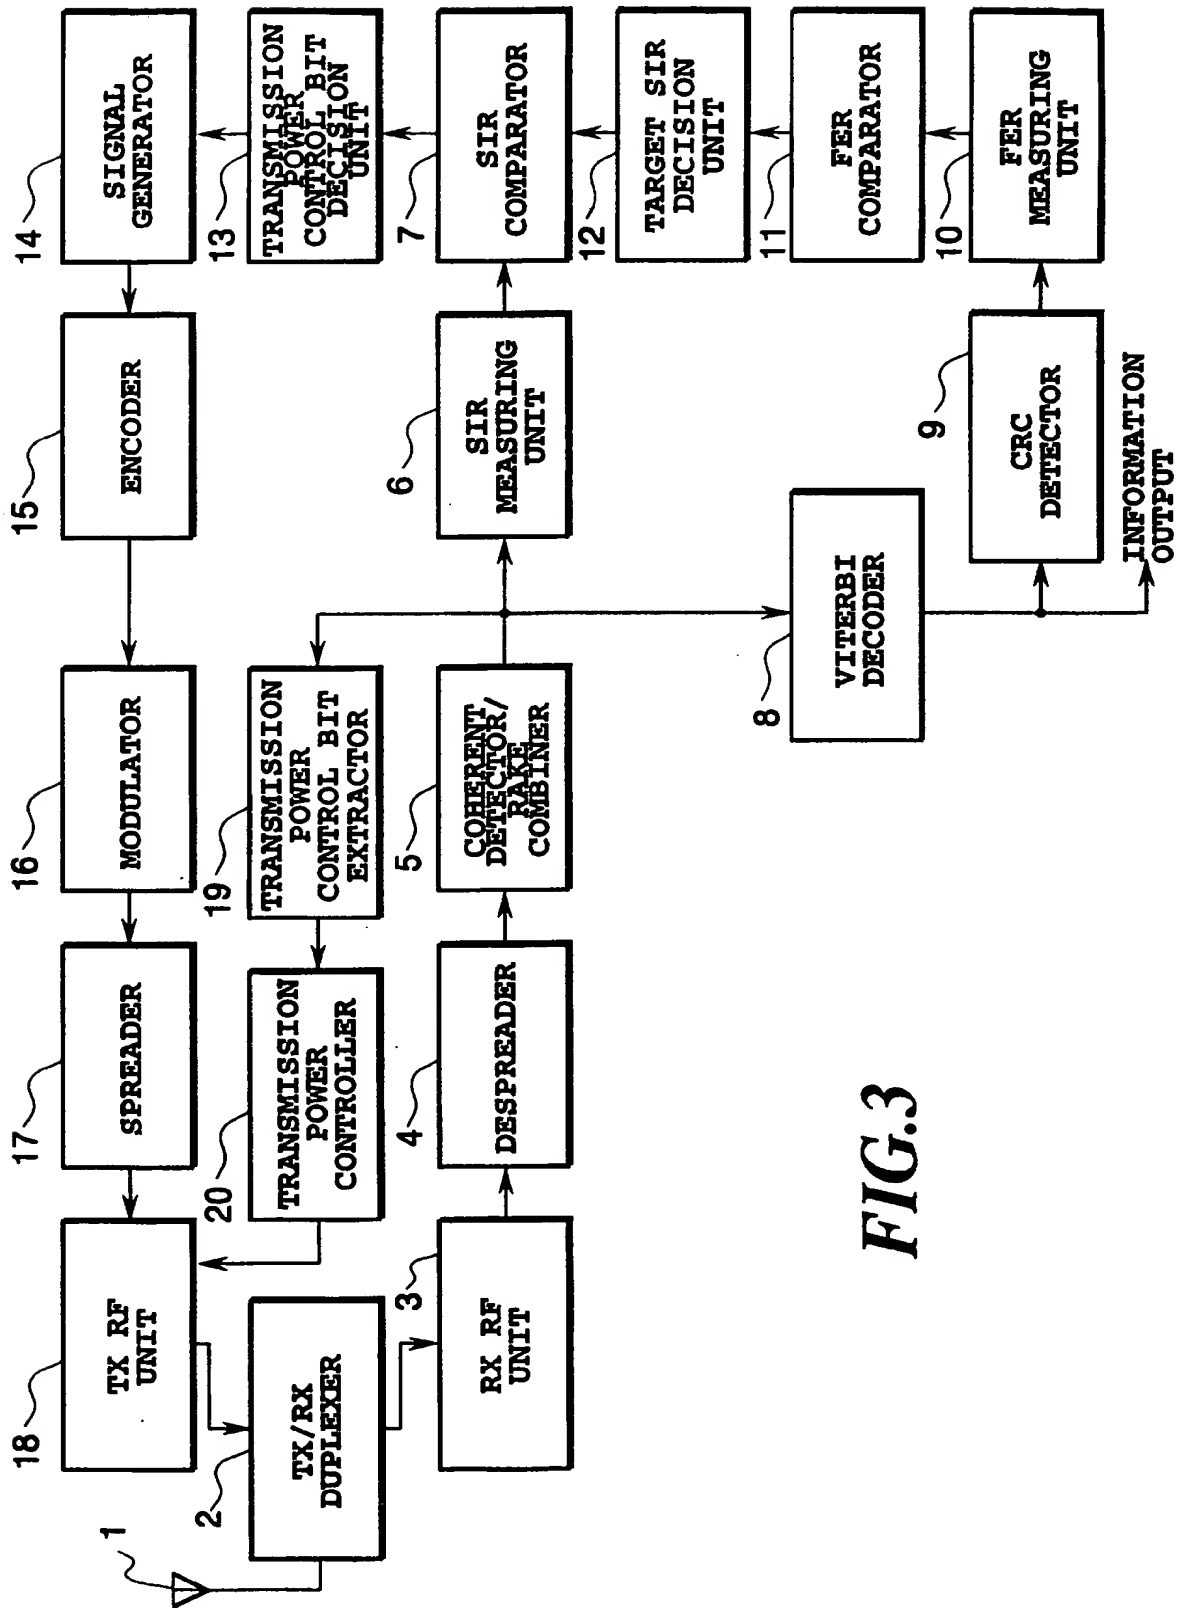 1
2
TX/RX
DUPLEXER
18
TX RF
UNIT
17
SPREADER
16
MODULATOR
15
ENCODER
14
SIGNAL
GENERATOR
20
TRANSMISSION
POWER
CONTROLLER
19
TRANSMISSION
POWER
CONTROL BIT
EXTRACTOR
13
TRANSMISSION
POWER
CONTROL BIT
DECISION
UNIT
3
RX RF
UNIT
4
DESPREADER
5
COHERENT
DETECTOR/
RAKE
COMBINER
6
SIR
MEASURING
UNIT
7
SIR
COMPARATOR
12
TARGET SIR
DECISION
UNIT
8
VITERBI
DECODER
11
FER
COMPARATOR
9
CRC
DETECTOR
10
FER
MEASURING
UNIT
INFORMATION
OUTPUT
FIG.3